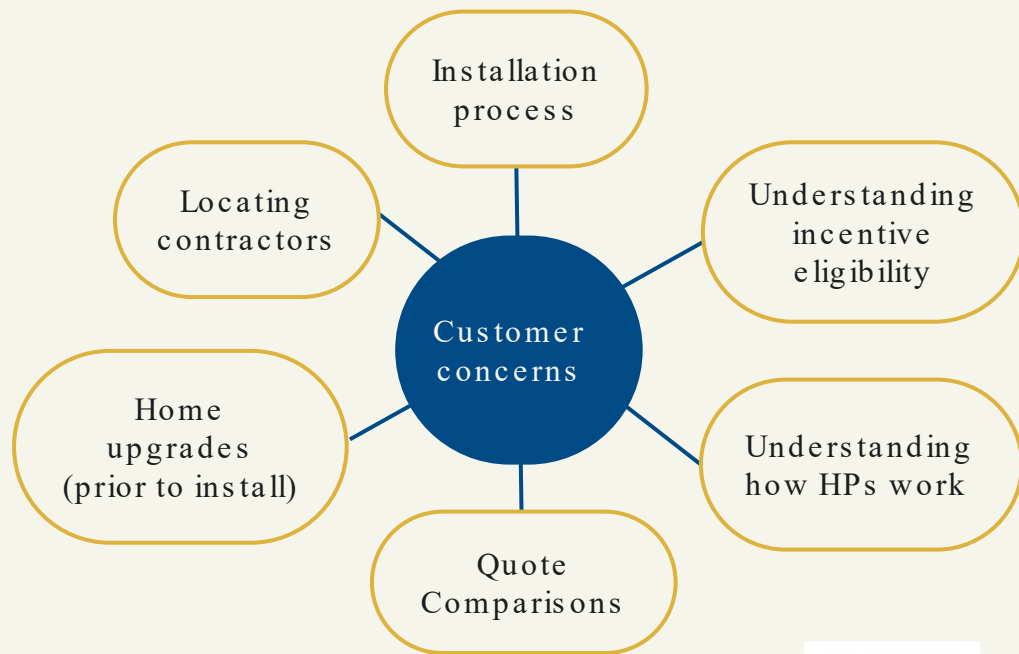 Installation
process
Locating
contractors
Understanding
incentive
eligibility
Customer
concerns
Home
upgrades
(prior to install)
Understanding
how HPs work
Quote
Comparisons